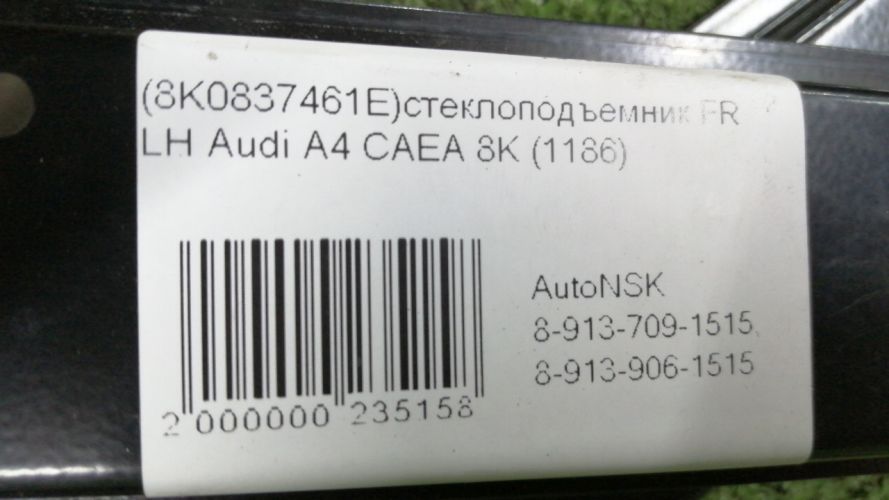 (8K0837461E)стеклоподъемник FR
LH Audi A4 CAEA 8K (1186)
AutoNSK
8-913-709-1515
8-913-906-1515
2 000000 235158